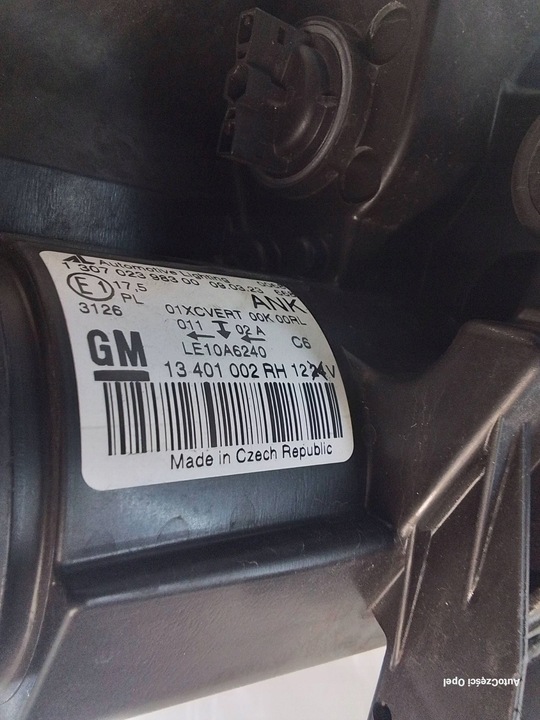 AL Automotive Lighting
1 307 023 983 00 09.03.23
E1 17,5 ANK
PL
3126 01XCVERT 00K 00RL
011 02 A C6
GM LE10A6240
13 401 002 RH 12 V
Made in Czech Republic
AutoCzęści Opel